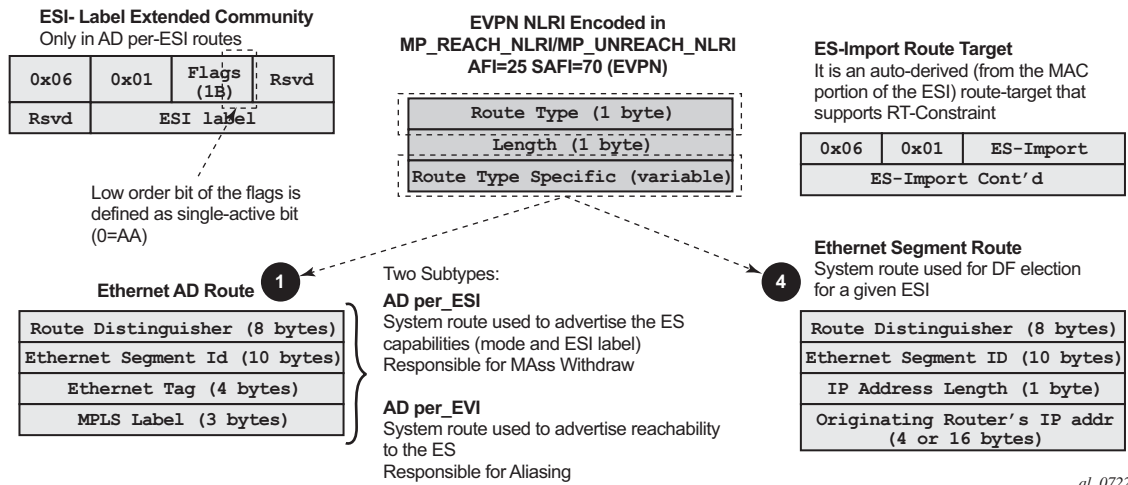 ESI- Label Extended Community
Only in AD per-ESI routes
0x06 0x01 Flags (1B) Rsvd
Rsvd ESI label
Low order bit of the flags is
defined as single-active bit
(0=AA)
EVPN NLRI Encoded in
MP_REACH_NLRI/MP_UNREACH_NLRI
AFI=25 SAFI=70 (EVPN)
Route Type (1 byte)
Length (1 byte)
Route Type Specific (variable)
ES-Import Route Target
It is an auto-derived (from the MAC
portion of the ESI) route-target that
supports RT-Constraint
0x06 0x01 ES-Import
ES-Import Cont'd
Ethernet AD Route 1
Route Distinguisher (8 bytes)
Ethernet Segment Id (10 bytes)
Ethernet Tag (4 bytes)
MPLS Label (3 bytes)
Two Subtypes:
AD per_ESI
System route used to advertise the ES
capabilities (mode and ESI label)
Responsible for MAss Withdraw
AD per_EVI
System route used to advertise reachability
to the ES
Responsible for Aliasing
4
Ethernet Segment Route
System route used for DF election
for a given ESI
Route Distinguisher (8 bytes)
Ethernet Segment ID (10 bytes)
IP Address Length (1 byte)
Originating Router's IP addr
(4 or 16 bytes)
al_0722